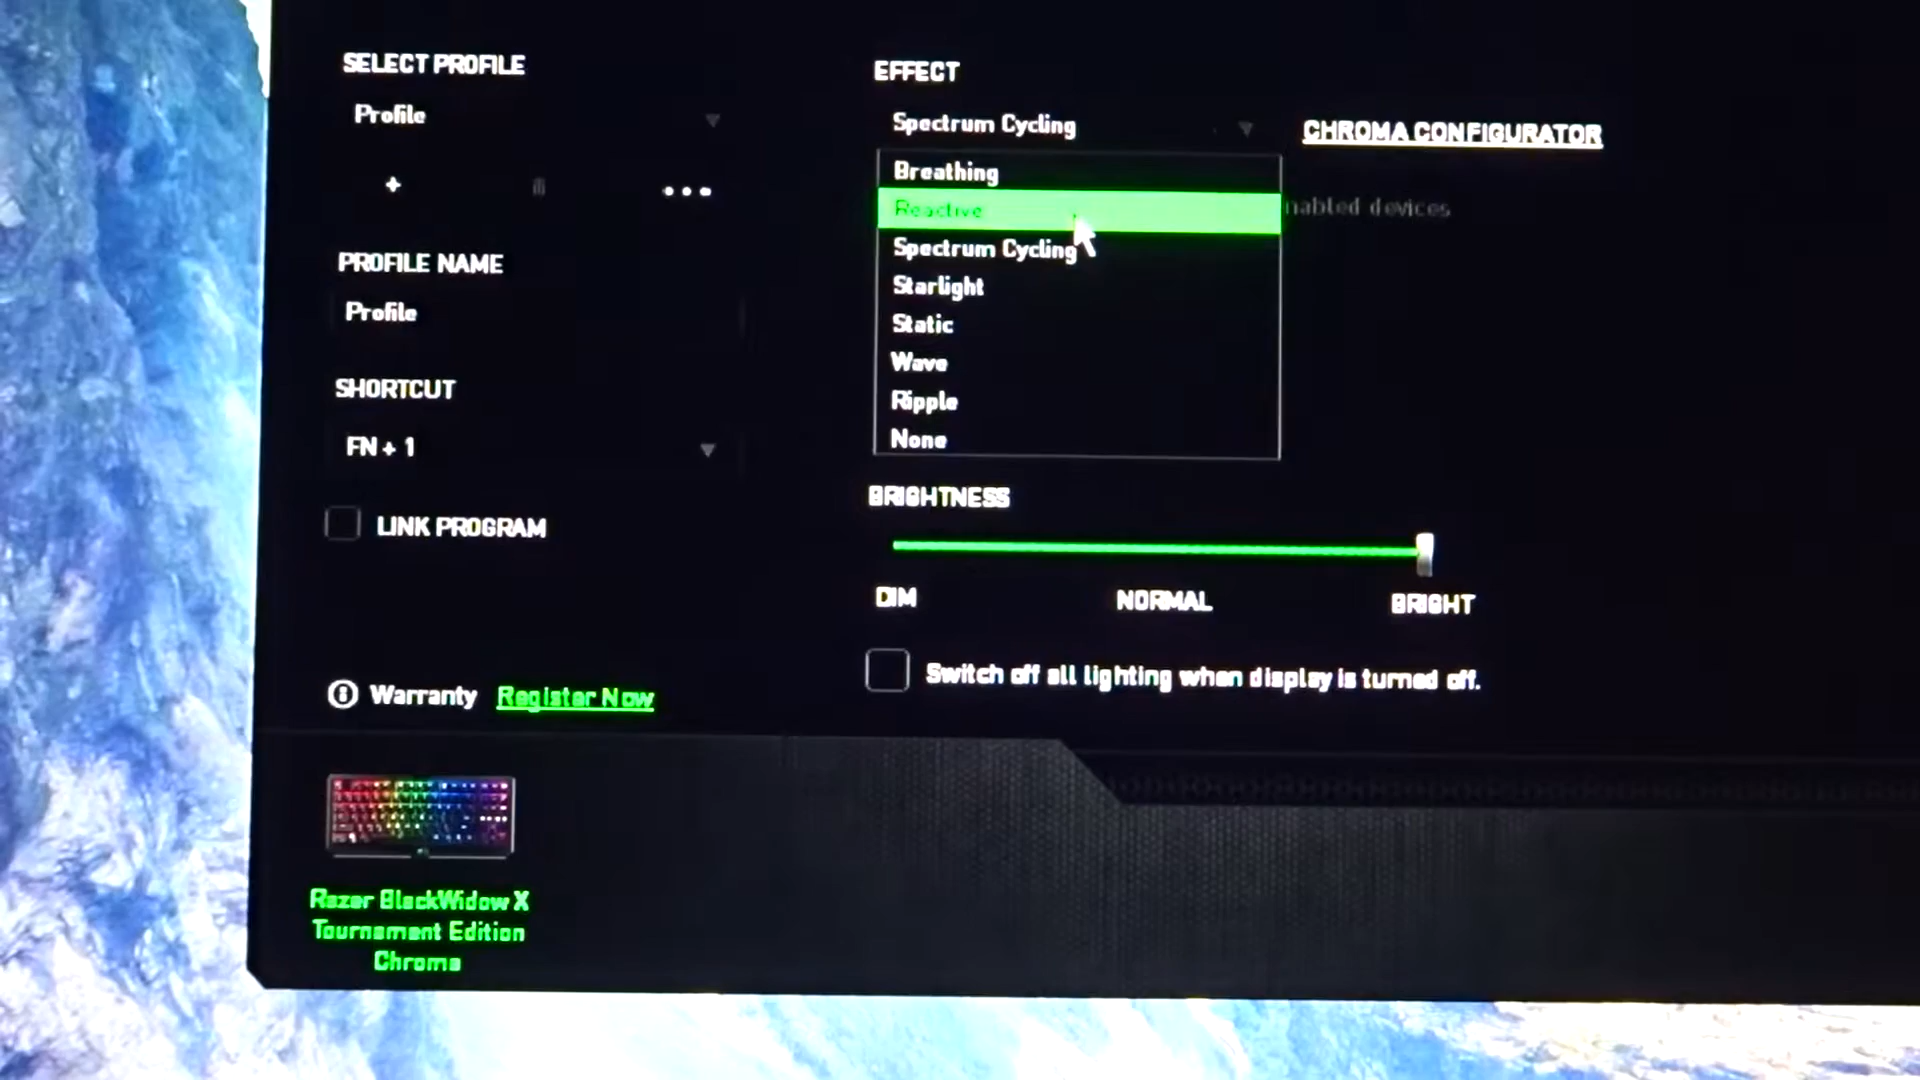 SELECT PROFILE
Profile
PROFILE NAME
Profile
SHORTCUT
FN + 1
LINK PROGRAM
Warranty Register Now
EFFECT
Spectrum Cycling
CHROMA CONFIGURATOR
Breathing
Reactive
nabled devices
Spectrum Cycling
Starlight
Static
Wave
Ripple
None
BRIGHTNESS
DIM NORMAL BRIGHT
Switch off all lighting when display is turned off.
Razer BlackWidow X
Tournament Edition
Chroma